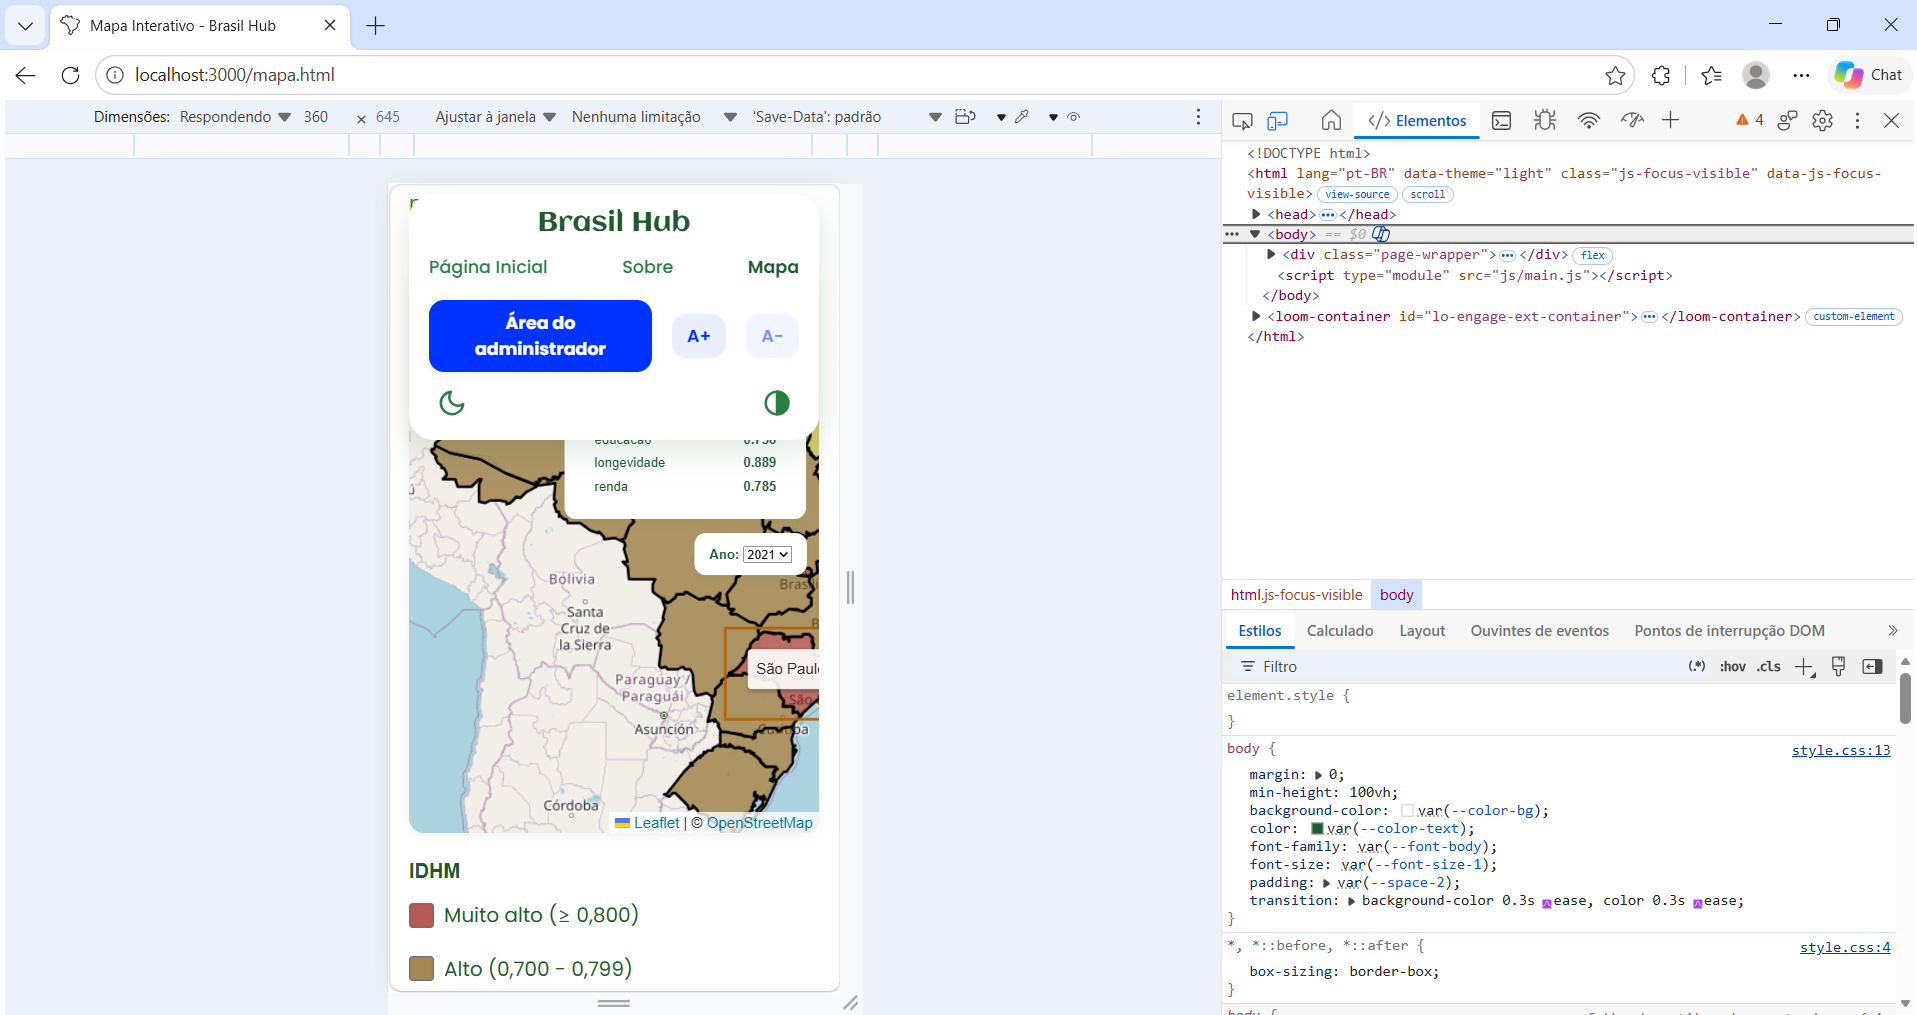 Mapa Interativo - Brasil Hub
localhost:3000/mapa.html
Chat
Dimensões: Respondendo 360 × 645 Ajustar à janela Nenhuma limitação 'Save-Data': padrão
Brasil Hub
Página Inicial Sobre Mapa
Área do
administrador
A+ A-
educacao 0.756
longevidade 0.889
renda 0.785
Ano: 2021
Bolivia
Santa
Cruz de
la Sierra
São Paul
Paraguay /
Paraguái
São
Asunción
Curitiba
Córdoba
Leaflet | © OpenStreetMap
IDHM
Muito alto (≥ 0,800)
Alto (0,700 - 0,799)
Elementos
4
<!DOCTYPE html>
<html lang="pt-BR" data-theme="light" class="js-focus-visible" data-js-focus-
visible> view-source scroll
<head> ••• </head>
••• <body> == $0
<div class="page-wrapper"> ••• </div> flex
<script type="module" src="js/main.js"></script>
</body>
<loom-container id="lo-engage-ext-container"> ••• </loom-container> custom-element
</html>
html.js-focus-visible body
Estilos Calculado Layout Ouvintes de eventos Pontos de interrupção DOM
Filtro :hov .cls
element.style {
}
body { style.css:13
margin: 0;
min-height: 100vh;
background-color: var(--color-bg);
color: var(--color-text);
font-family: var(--font-body);
font-size: var(--font-size-1);
padding: var(--space-2);
transition: background-color 0.3s ease, color 0.3s ease;
}
*, *::before, *::after { style.css:4
box-sizing: border-box;
}
body {